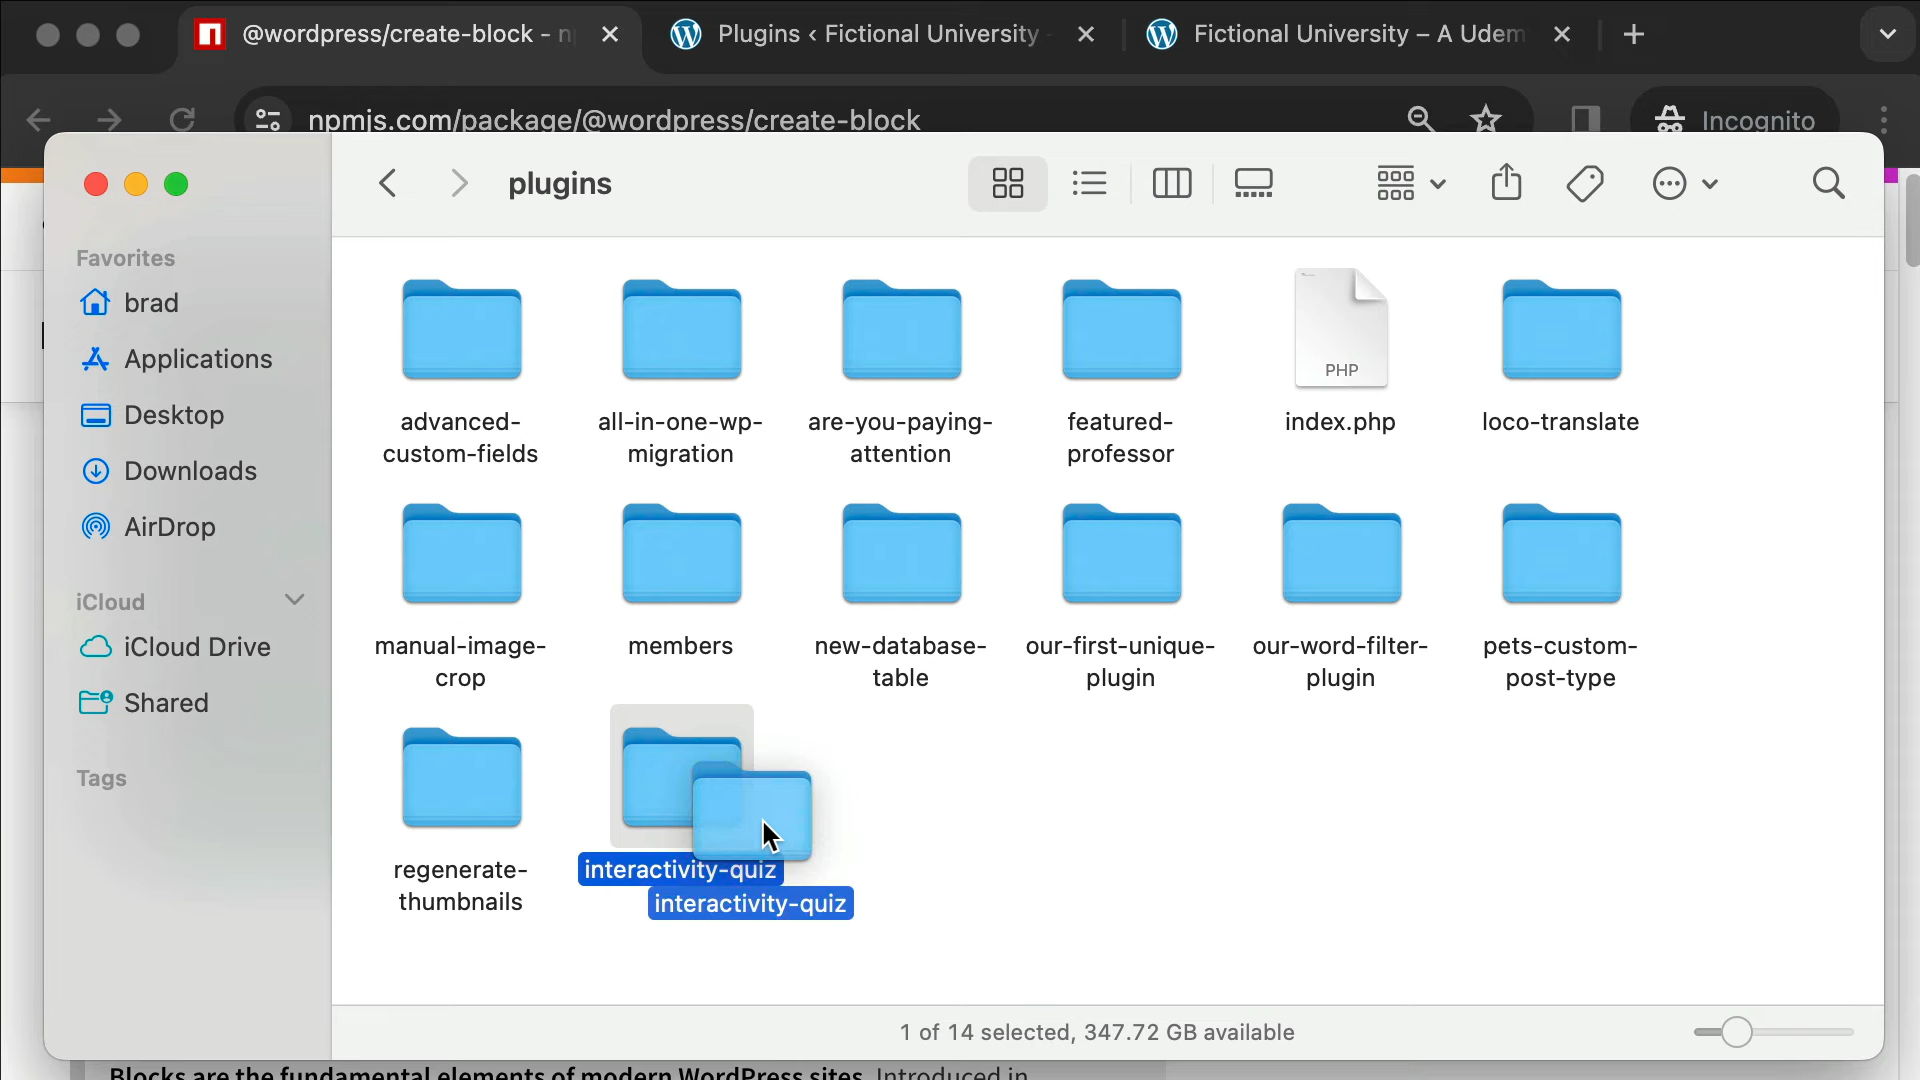 @wordpress/create-block - n
Plugins ‹ Fictional University -
Fictional University – A Udem
npmjs.com/package/@wordpress/create-block
Incognito
plugins
Favorites
brad
Applications
Desktop
Downloads
AirDrop
iCloud
iCloud Drive
Shared
Tags
advanced-
custom-fields
all-in-one-wp-
migration
are-you-paying-
attention
featured-
professor
PHP
index.php
loco-translate
manual-image-
crop
members
new-database-
table
our-first-unique-
plugin
our-word-filter-
plugin
pets-custom-
post-type
regenerate-
thumbnails
interactivity-quiz
interactivity-quiz
1 of 14 selected, 347.72 GB available
Blocks are the fundamental elements of modern WordPress sites. Introduced in